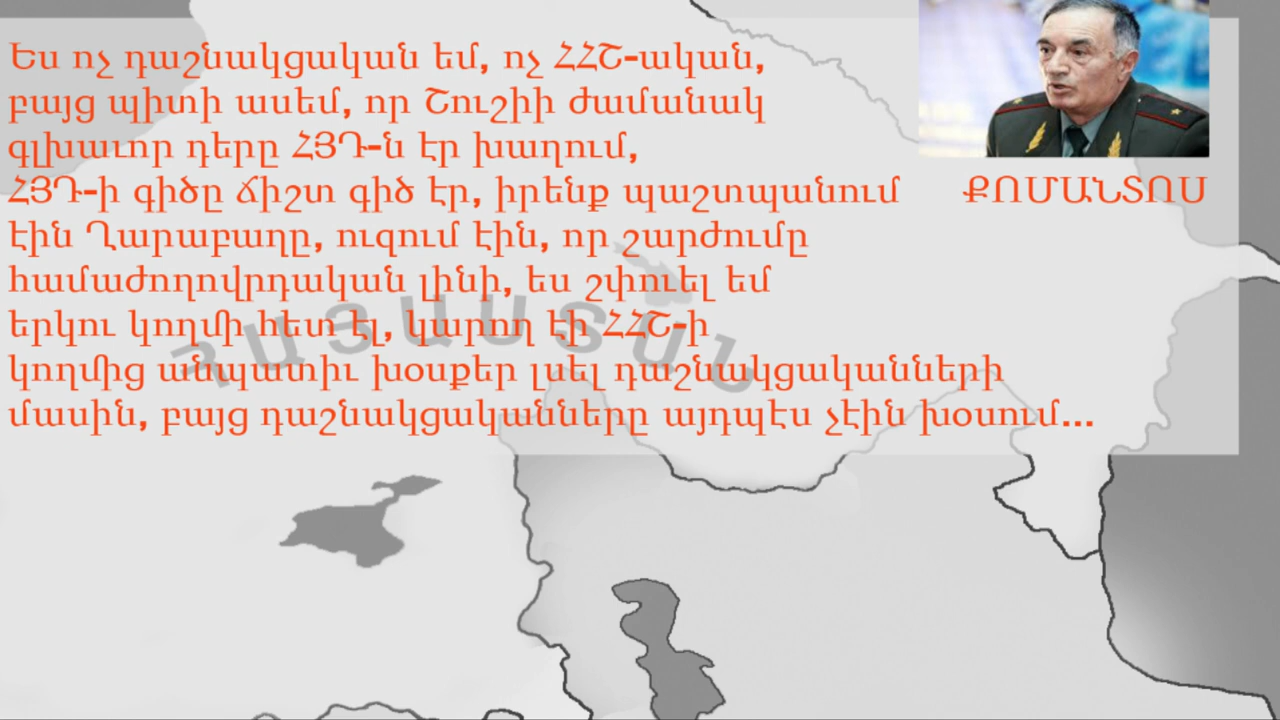 Ես ոչ դաշնակցական եմ, ոչ ՀՀՇ-ական,
բայց պիտի ասեմ, որ Շուշիի ժամանակ
գլխաւոր դերը ՀՅԴ-ն էր խաղում,
ՀՅԴ-ի գիծը ճիշտ գիծ էր, իրենք պաշտպանում
էին Ղարաբաղը, ուզում էին, որ շարժումը
համաժողովրդական լինի, ես շփուել եմ
երկու կողմի հետ էլ, կարող էի ՀՀՇ-ի
կողմից անպատիւ խօսքեր լսել դաշնակցականների
մասին, բայց դաշնակցականները այդպէս չէին խօսում...
ՔՈՄԱՆՏՈՍ
ՀԱՅԱՍՏԱՆ